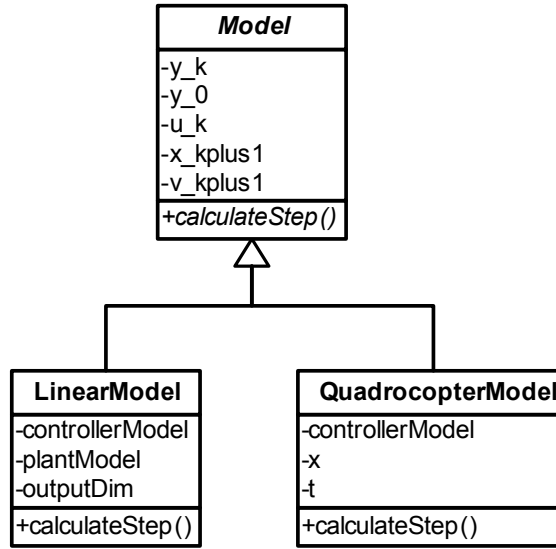 Model
-y_k
-y_0
-u_k
-x_kplus1
-v_kplus1
+calculateStep()
LinearModel
-controllerModel
-plantModel
-outputDim
+calculateStep()
QuadrocopterModel
-controllerModel
-x
-t
+calculateStep()